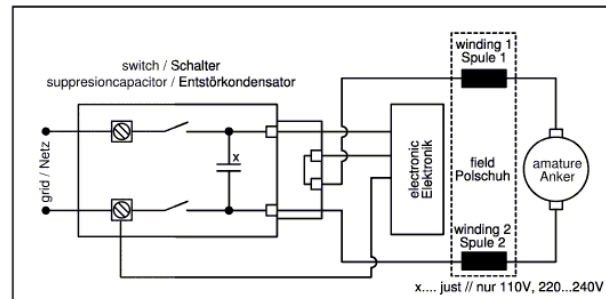 switch / Schalter
suppresioncapacitor / Entstörkondensator
grid / Netz
x
electronic
Elektronik
winding 1
Spule 1
field
Polschuh
amature
Anker
winding 2
Spule 2
x.... just // nur 110V, 220...240V